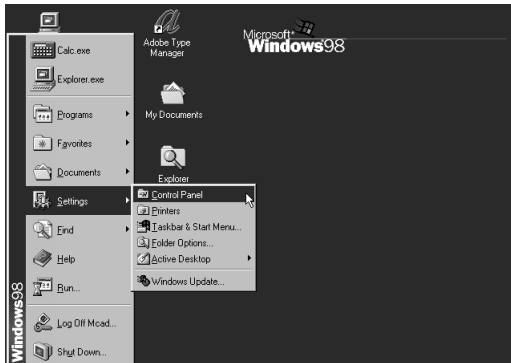 Calc.exe
Explorer.exe
Programs
Favorites
Documents
Settings
Find
Help
Run...
Log Off Mcad...
Shut Down...
Windows98
Adobe Type
Manager
My Documents
Explorer
Microsoft
Windows98
Control Panel
Printers
Taskbar & Start Menu...
Folder Options...
Active Desktop
Windows Update...